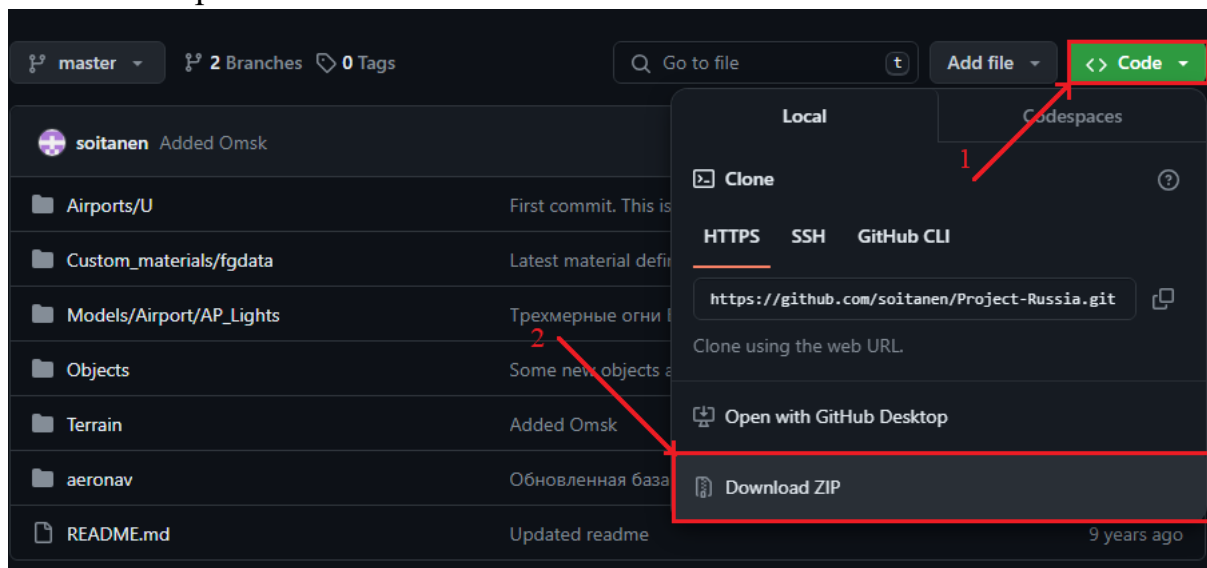 master 2 Branches 0 Tags Go to file t Add file <> Code
soitanen Added Omsk
Local Codespaces
1
Clone
Airports/U First commit. This is
HTTPS SSH GitHub CLI
Custom_materials/fgdata Latest material defi
https://github.com/soitanen/Project-Russia.git
Models/Airport/AP_Lights Трехмерные огни
2
Clone using the web URL.
Objects Some new objects
Open with GitHub Desktop
Terrain Added Omsk
aeronav Обновленная база
Download ZIP
README.md Updated readme 9 years ago